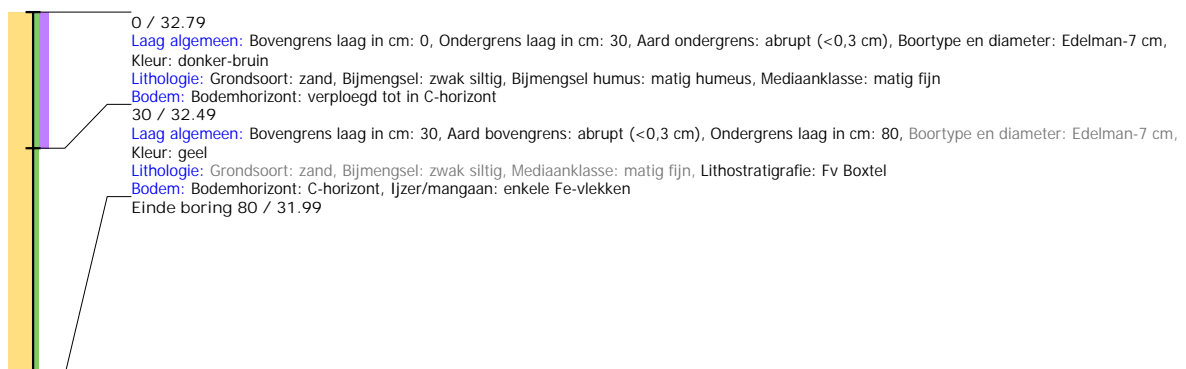 0 / 32.79
Laag algemeen: Bovengrens laag in cm: 0, Ondergrens laag in cm: 30, Aard ondergrens: abrupt (<0,3 cm), Boortype en diameter: Edelman-7 cm,
Kleur: donker-bruin
Lithologie: Grondsoort: zand, Bijmengsel: zwak siltig, Bijmengsel humus: matig humeus, Mediaanklasse: matig fijn
Bodem: Bodemhorizont: verploegd tot in C-horizont
30 / 32.49
Laag algemeen: Bovengrens laag in cm: 30, Aard bovengrens: abrupt (<0,3 cm), Ondergrens laag in cm: 80, Boortype en diameter: Edelman-7 cm,
Kleur: geel
Lithologie: Grondsoort: zand, Bijmengsel: zwak siltig, Mediaanklasse: matig fijn, Lithostratigrafie: Fv Boxtel
Bodem: Bodemhorizont: C-horizont, Ijzer/mangaan: enkele Fe-vlekken
Einde boring 80 / 31.99